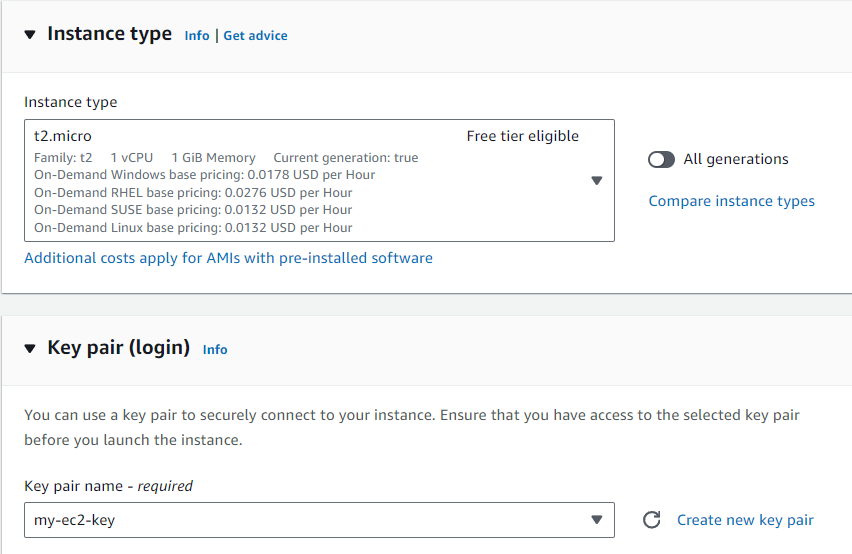 Instance type Info | Get advice
Instance type
t2.micro Free tier eligible
Family: t2 1 vCPU 1 GiB Memory Current generation: true
On-Demand Windows base pricing: 0.0178 USD per Hour
On-Demand RHEL base pricing: 0.0276 USD per Hour
On-Demand SUSE base pricing: 0.0132 USD per Hour
On-Demand Linux base pricing: 0.0132 USD per Hour
All generations
Compare instance types
Additional costs apply for AMIs with pre-installed software
Key pair (login) Info
You can use a key pair to securely connect to your instance. Ensure that you have access to the selected key pair
before you launch the instance.
Key pair name - required
my-ec2-key
Create new key pair